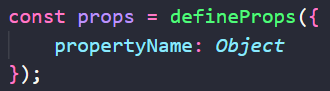 const props = defineProps({
    propertyName: Object
});